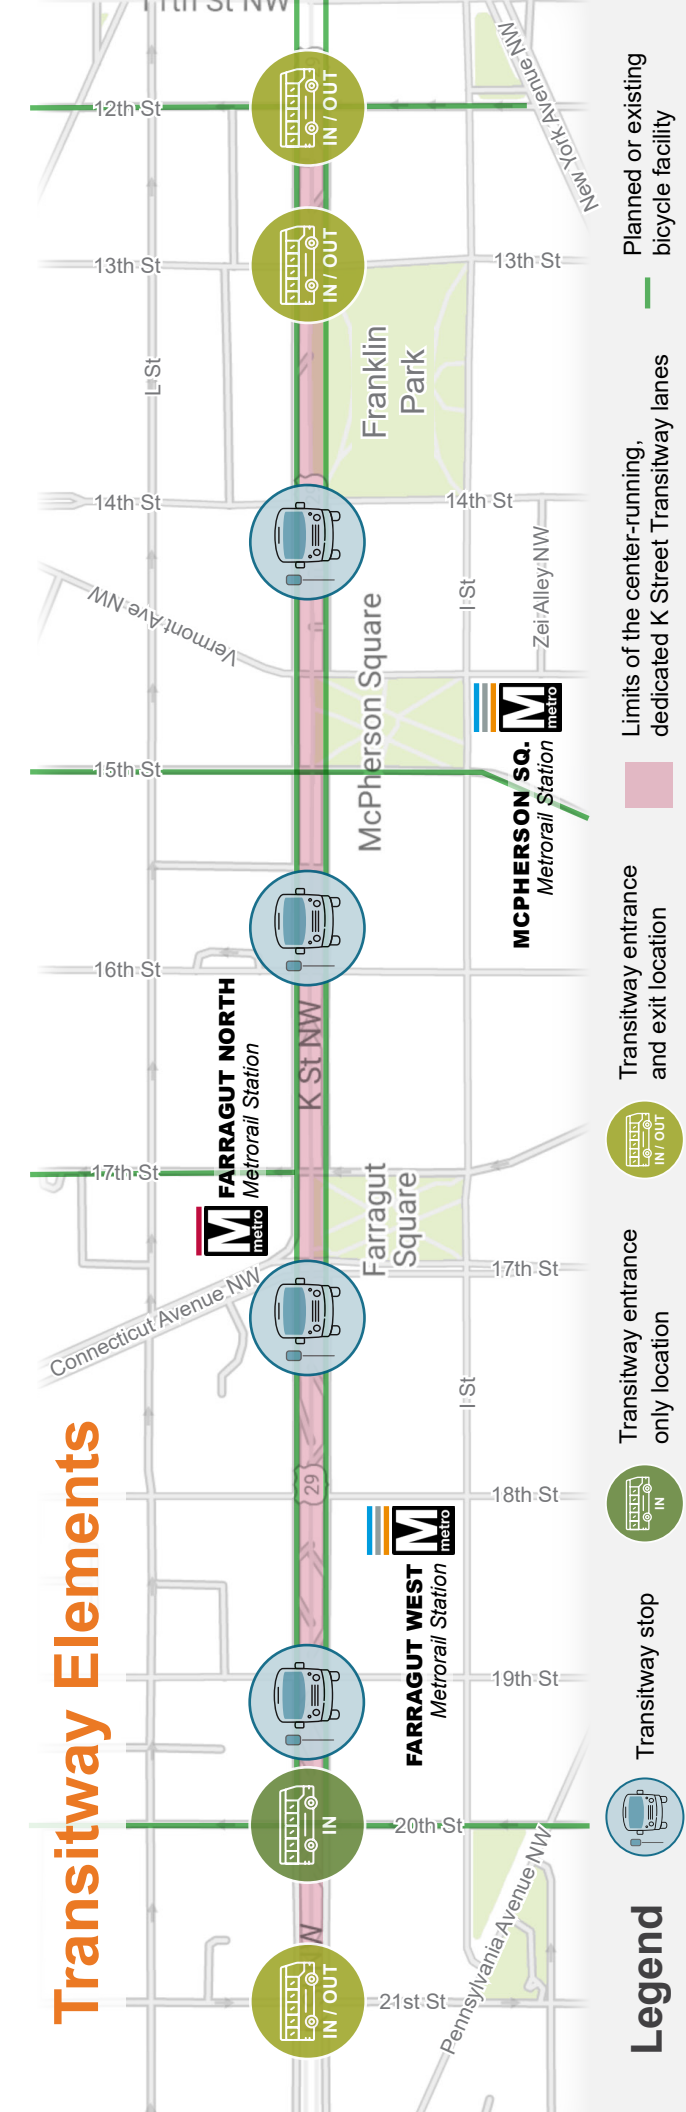 Transitway Elements
11th St NW
12th St
IN / OUT
New York Avenue NW
13th St
IN / OUT
13th St
L St
Franklin
Park
14th St
14th St
Vermont Ave NW
I St
Zei Alley NW
McPherson Square
metro
MCPHERSON SQ.
Metrorail Station
15th St
16th St
K St NW
FARRAGUT NORTH
Metrorail Station
M
metro
17th St
Farragut
Square
17th St
Connecticut Avenue NW
I St
29
18th St
M
metro
FARRAGUT WEST
Metrorail Station
19th St
IN
20th St
NW
Pennsylvania Avenue NW
IN / OUT
21st St
Legend
Transitway stop
IN
Transitway entrance
only location
IN / OUT
Transitway entrance
and exit location
Limits of the center-running,
dedicated K Street Transitway lanes
Planned or existing
bicycle facility